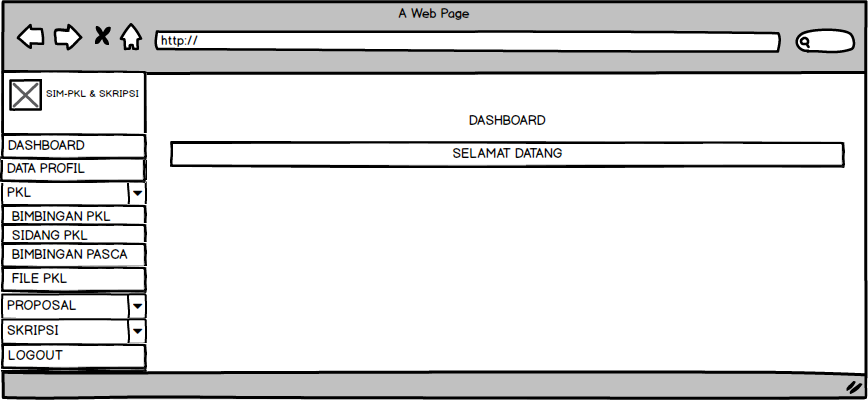 A Web Page
http://
SIM-PKL & SKRIPSI
DASHBOARD
DATA PROFIL
PKL
BIMBINGAN PKL
SIDANG PKL
BIMBINGAN PASCA
FILE PKL
PROPOSAL
SKRIPSI
LOGOUT
DASHBOARD
SELAMAT DATANG